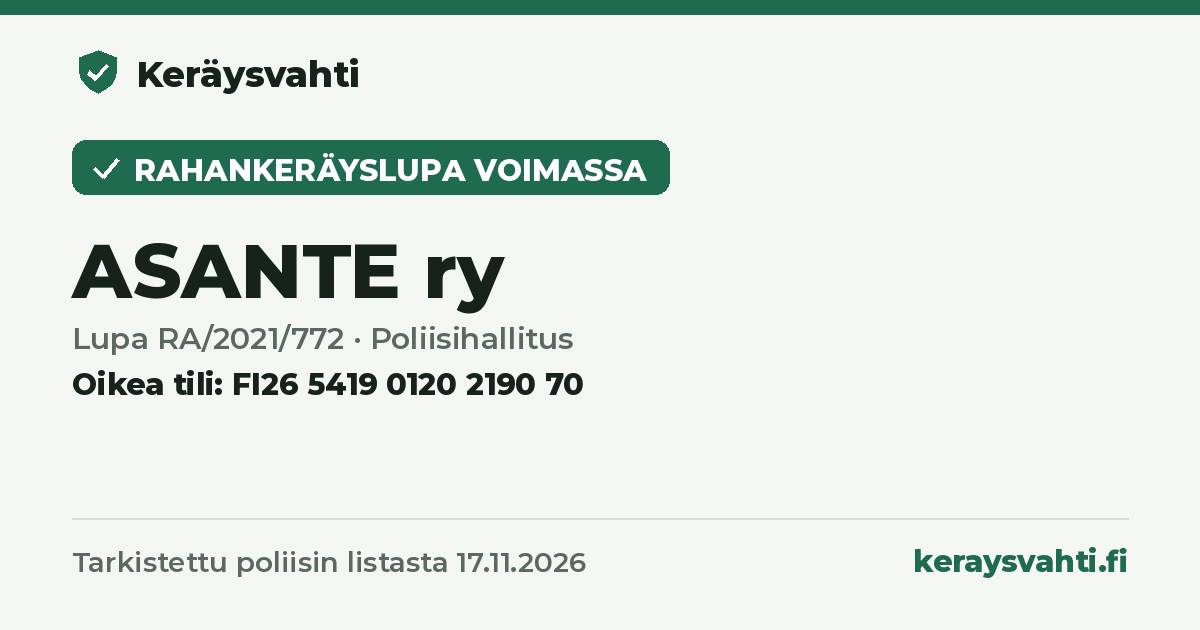 Keräysvahti
RAHANKERÄYSLUPA VOIMASSA
ASANTE ry
Lupa RA/2021/772 · Poliisihallitus
Oikea tili: FI26 5419 0120 2190 70
Tarkistettu poliisin listasta 17.11.2026
keraysvahti.fi